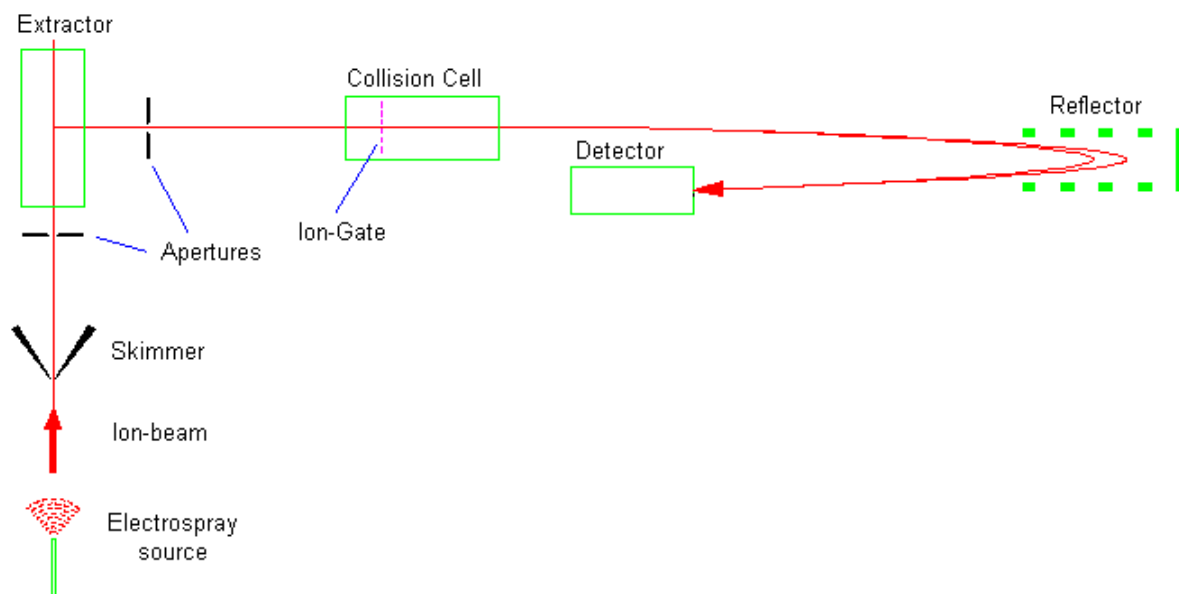 Extractor
Collision Cell
Reflector
Detector
Ion-Gate
Apertures
Skimmer
Ion-beam
Electrospray
source